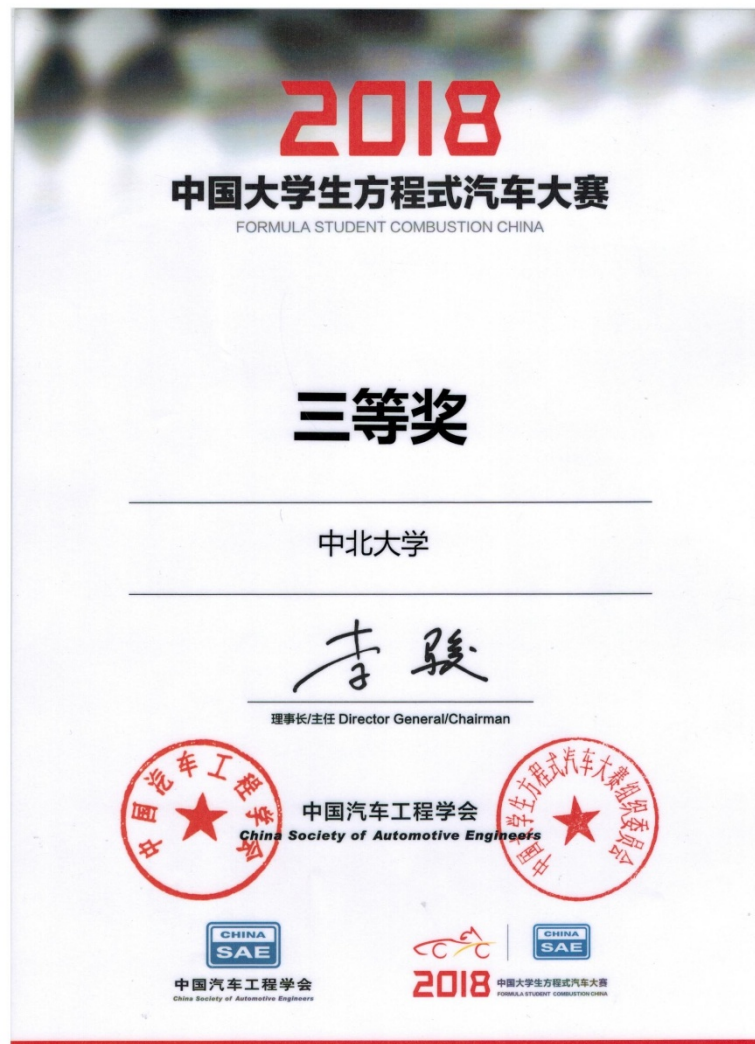 2018
中国大学生方程式汽车大赛
FORMULA STUDENT COMBUSTION CHINA
三等奖
中北大学
李骏
理事长/主任 Director General/Chairman
中国汽车工程学会
中国大学生方程式汽车大赛组织委员会
中国汽车工程学会
China Society of Automotive Engineers
CHINA
SAE
中国汽车工程学会
China Society of Automotive Engineers
CHINA
SAE
2018 中国大学生方程式汽车大赛
FORMULA STUDENT COMBUSTION CHINA